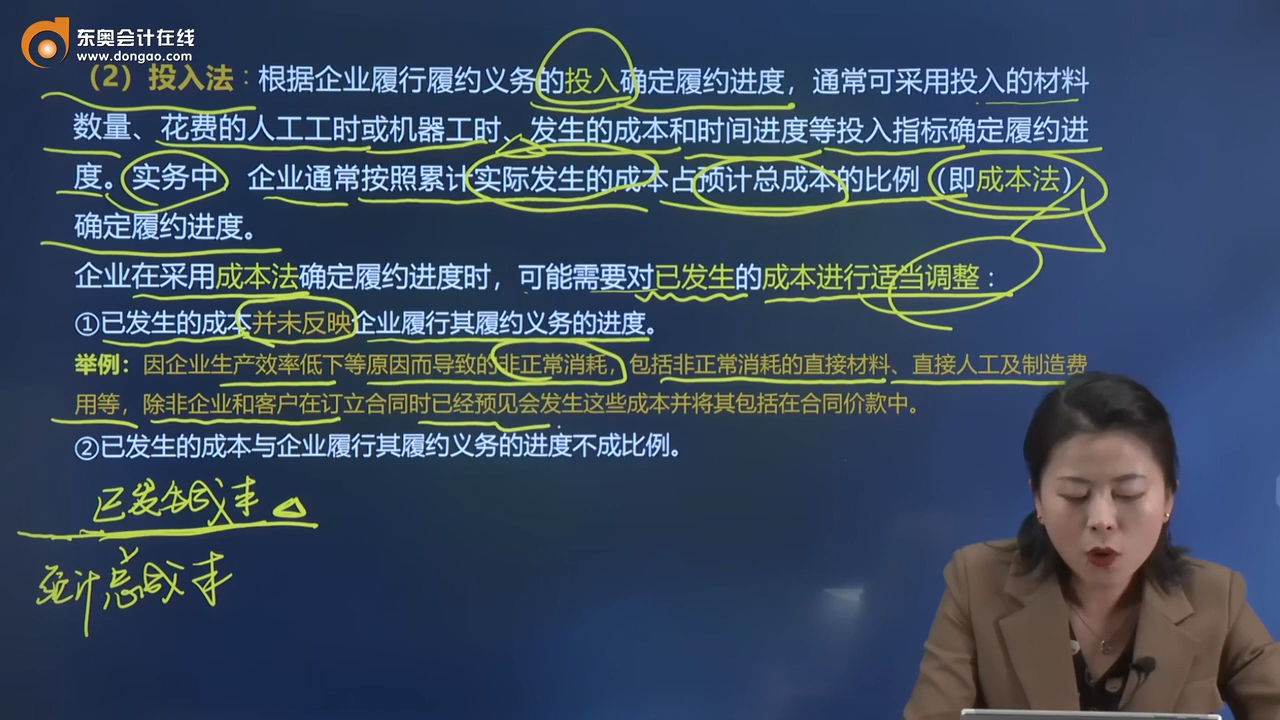 东奥会计在线
www.dongao.com
（2）投入法：根据企业履行履约义务的投入确定履约进度，通常可采用投入的材料
数量、花费的人工工时或机器工时、发生的成本和时间进度等投入指标确定履约进
度。实务中，企业通常按照累计实际发生的成本占预计总成本的比例（即成本法）
确定履约进度。
企业在采用成本法确定履约进度时，可能需要对已发生的成本进行适当调整：
①已发生的成本并未反映企业履行其履约义务的进度。
举例：因企业生产效率低下等原因而导致的非正常消耗，包括非正常消耗的直接材料、直接人工及制造费
用等，除非企业和客户在订立合同时已经预见会发生这些成本并将其包括在合同价款中。
②已发生的成本与企业履行其履约义务的进度不成比例。
已发生成本
预计总成本